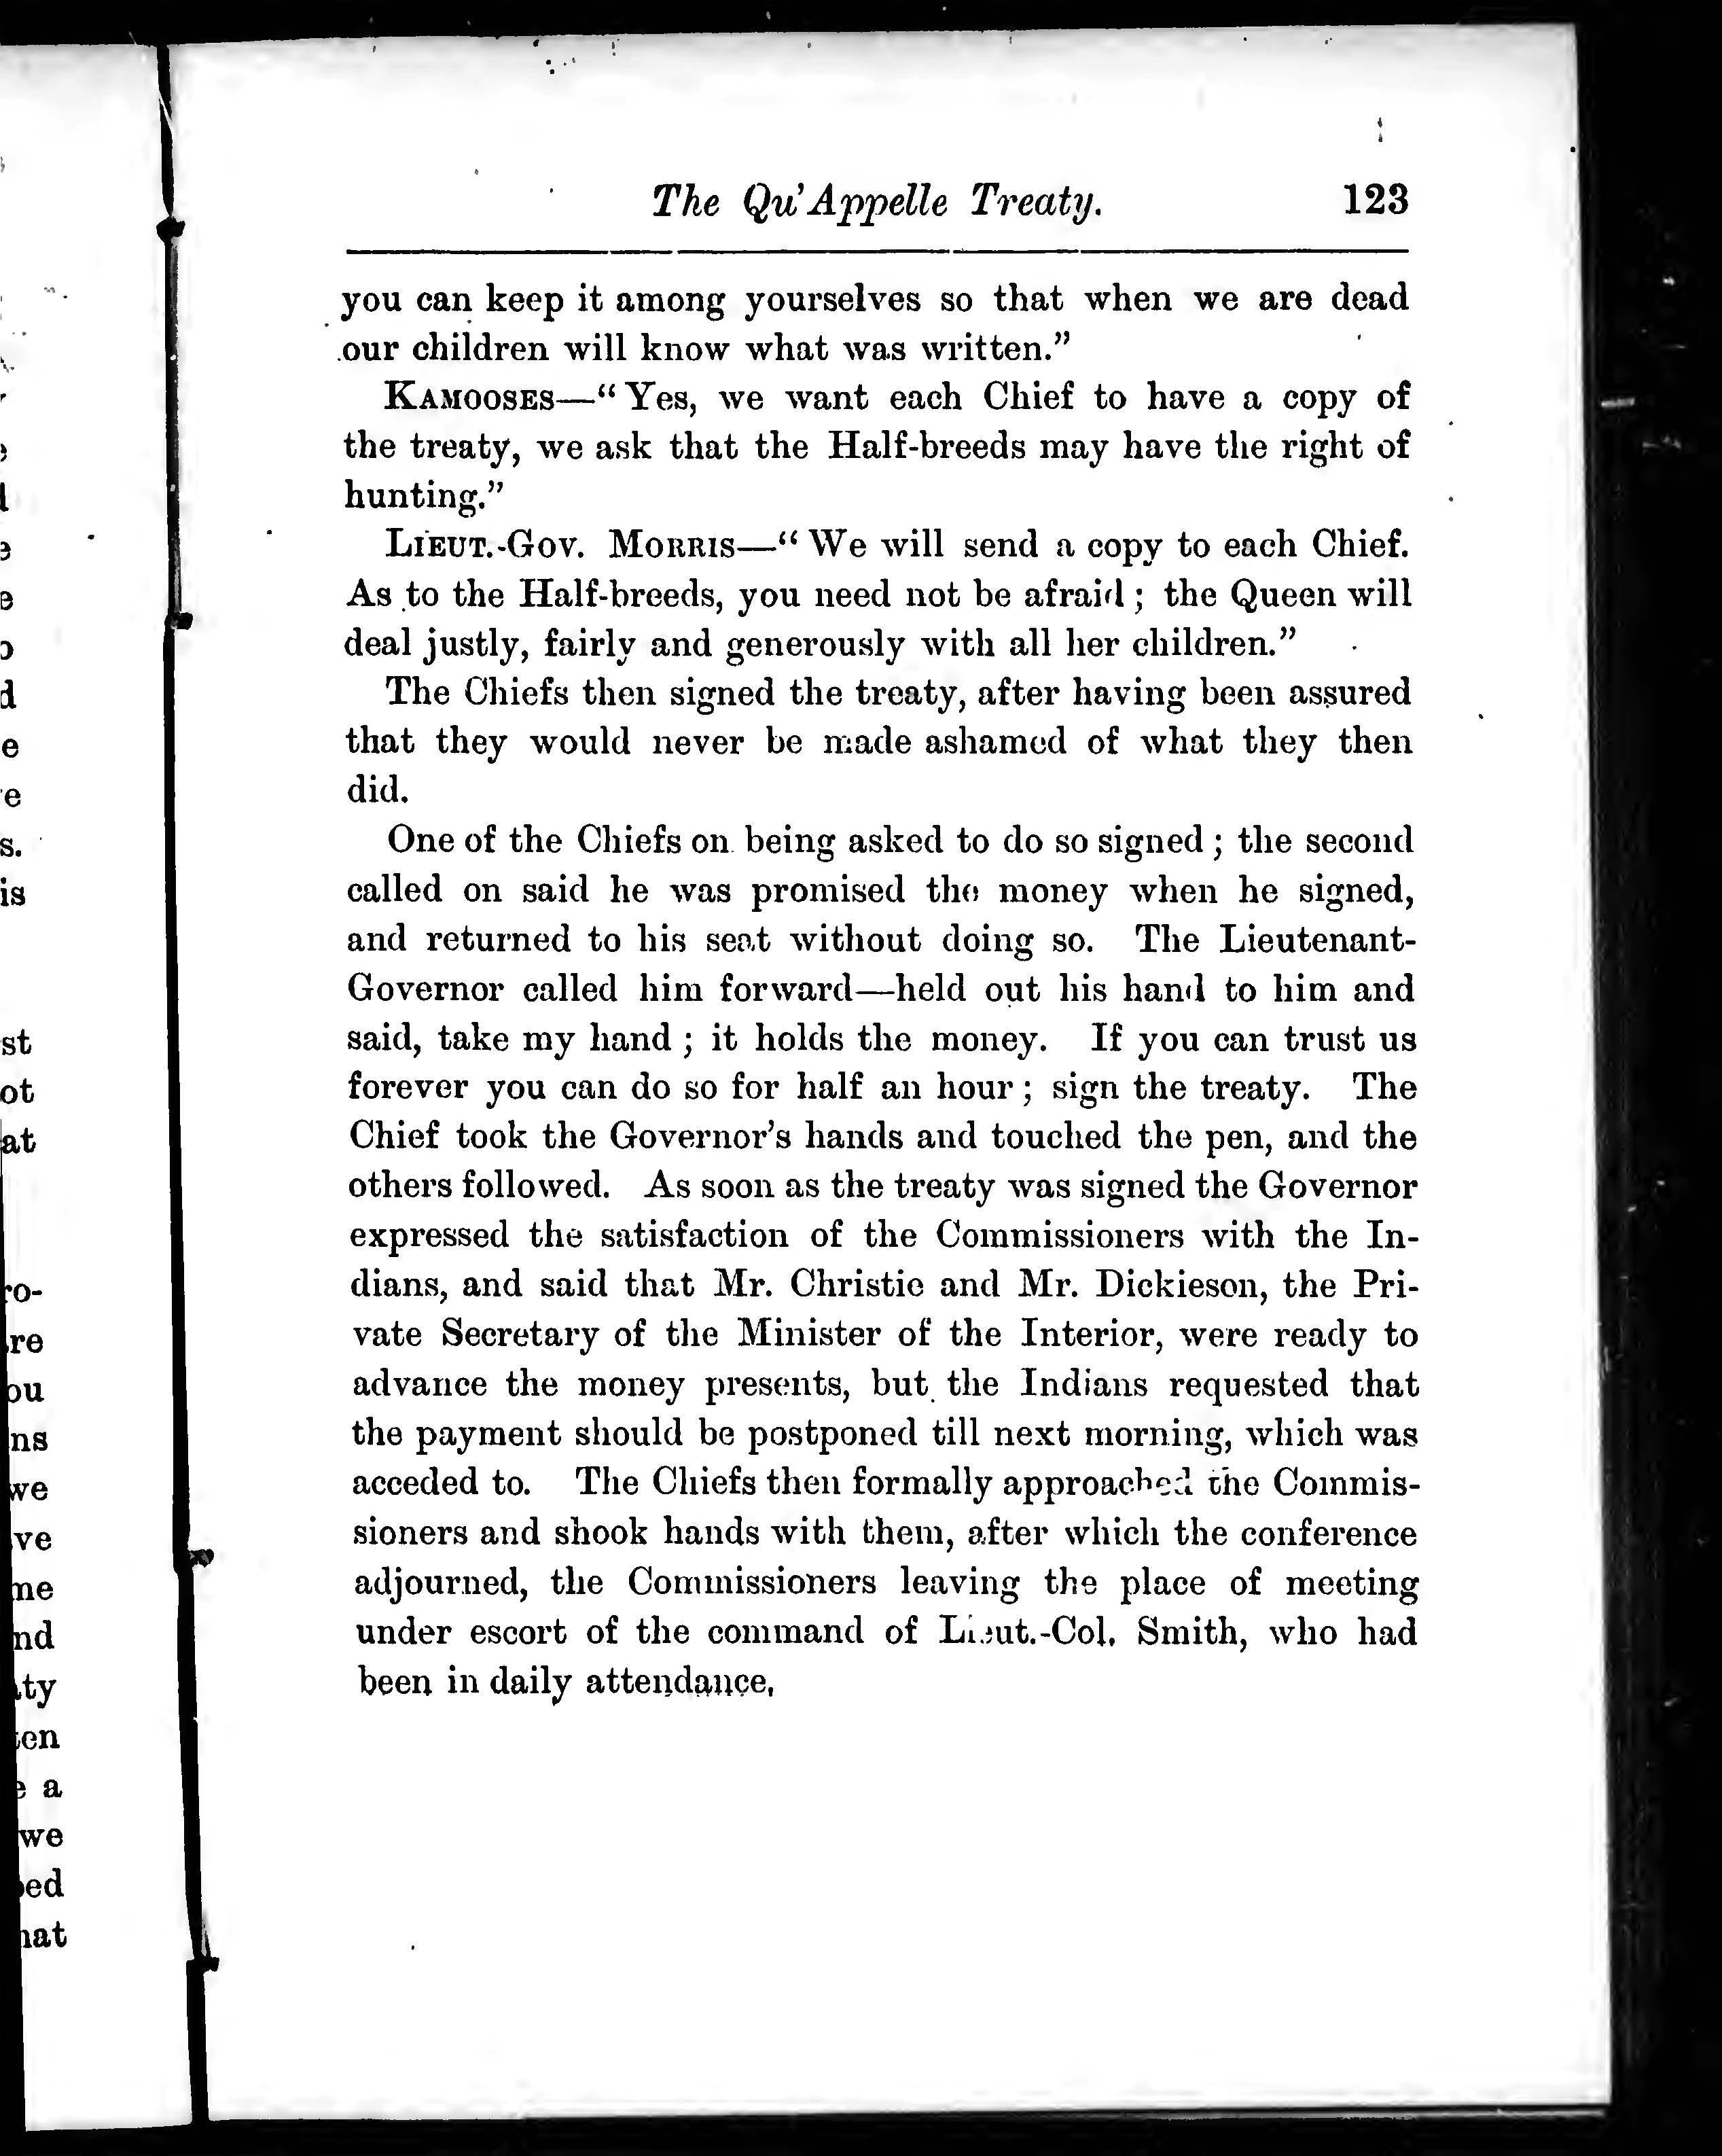 The Qu'Appelle Treaty. 123
you can keep it among yourselves so that when we are dead
our children will know what was written."
KAMOOSES—"Yes, we want each Chief to have a copy of
the treaty, we ask that the Half-breeds may have the right of
hunting."
LIEUT.-GOV. MORRIS—"We will send a copy to each Chief.
As to the Half-breeds, you need not be afraid; the Queen will
deal justly, fairly and generously with all her children."
The Chiefs then signed the treaty, after having been assured
that they would never be made ashamed of what they then
did.
One of the Chiefs on being asked to do so signed; the second
called on said he was promised the money when he signed,
and returned to his seat without doing so. The Lieutenant-
Governor called him forward—held out his hand to him and
said, take my hand; it holds the money. If you can trust us
forever you can do so for half an hour; sign the treaty. The
Chief took the Governor's hands and touched the pen, and the
others followed. As soon as the treaty was signed the Governor
expressed the satisfaction of the Commissioners with the In-
dians, and said that Mr. Christie and Mr. Dickieson, the Pri-
vate Secretary of the Minister of the Interior, were ready to
advance the money presents, but the Indians requested that
the payment should be postponed till next morning, which was
acceded to. The Chiefs then formally approached the Commis-
sioners and shook hands with them, after which the conference
adjourned, the Commissioners leaving the place of meeting
under escort of the command of Lieut.-Col. Smith, who had
been in daily attendance.